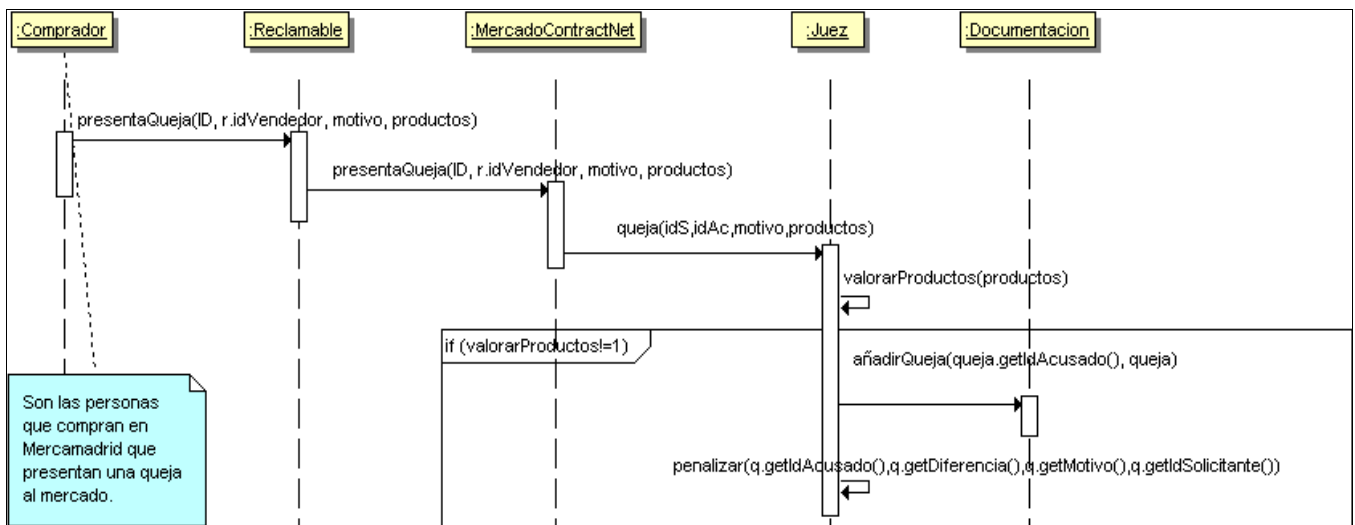 :Comprador
:Reclamable
:MercadoContractNet
:Juez
:Documentacion
presentaQueja(ID, r.idVendedor, motivo, productos)
presentaQueja(ID, r.idVendedor, motivo, productos)
queja(idS,idAc,motivo,productos)
valorarProductos(productos)
if (valorarProductos!=1)
añadirQueja(queja.getIdAcusado(), queja)
Son las personas
que compran en
Mercamadrid que
presentan una queja
al mercado.
penalizar(q.getIdAcusado(),q.getDiferencia(),q.getMotivo(),q.getIdSolicitante())